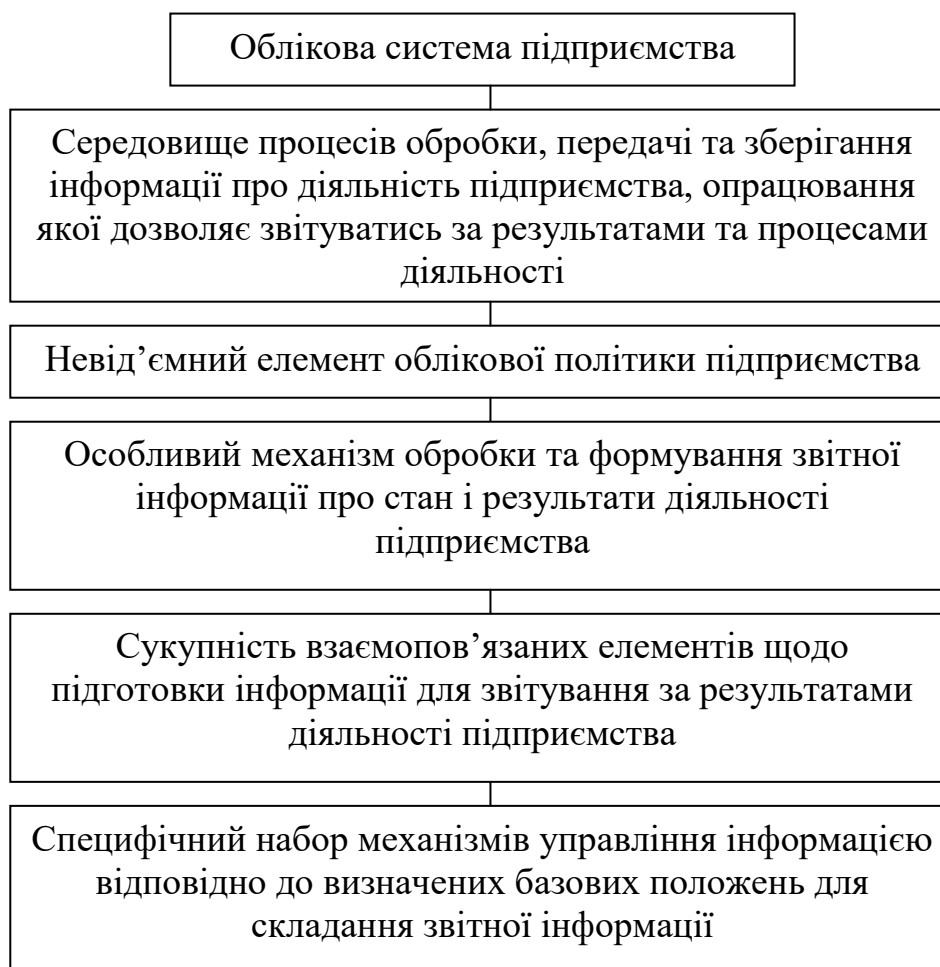 Облікова система підприємства
Середовище процесів обробки, передачі та зберігання
інформації про діяльність підприємства, опрацювання
якої дозволяє звітуватись за результатами та процесами
діяльності
Невід’ємний елемент облікової політики підприємства
Особливий механізм обробки та формування звітної
інформації про стан і результати діяльності
підприємства
Сукупність взаємопов’язаних елементів щодо
підготовки інформації для звітування за результатами
діяльності підприємства
Специфічний набор механізмів управління інформацією
відповідно до визначених базових положень для
складання звітної інформації